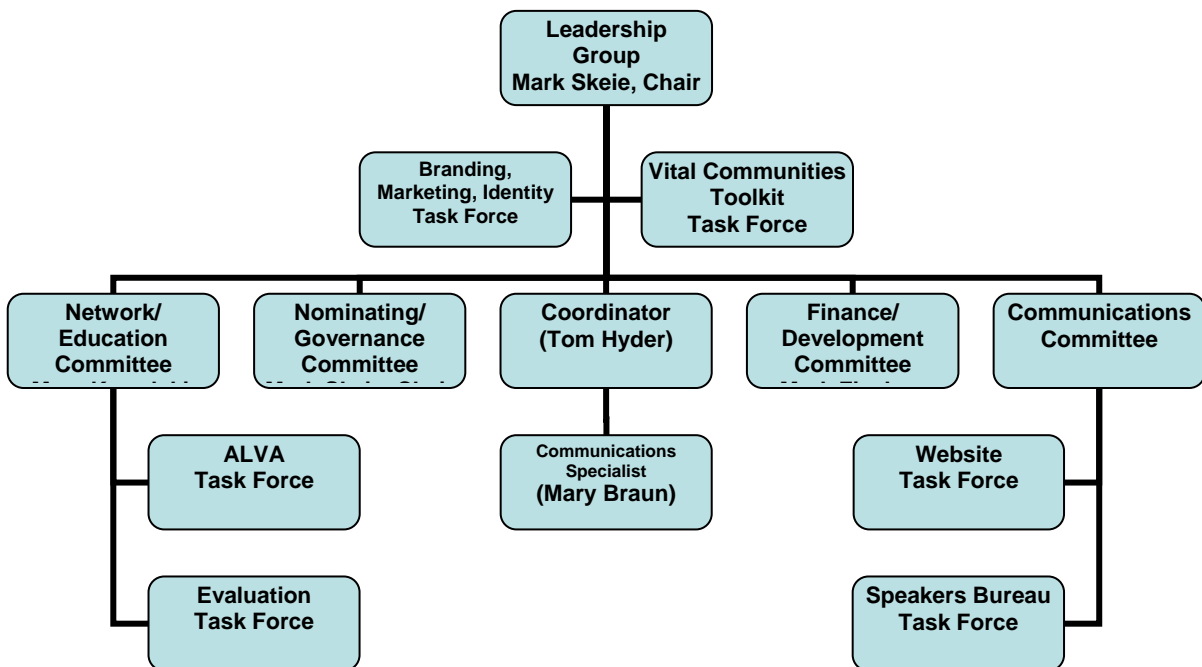 Leadership
Group
Mark Skeie, Chair
Branding,
Marketing, Identity
Task Force
Vital Communities
Toolkit
Task Force
Network/
Education
Committee
Nominating/
Governance
Committee
Coordinator
(Tom Hyder)
Finance/
Development
Committee
Communications
Committee
ALVA
Task Force
Communications
Specialist
(Mary Braun)
Website
Task Force
Evaluation
Task Force
Speakers Bureau
Task Force